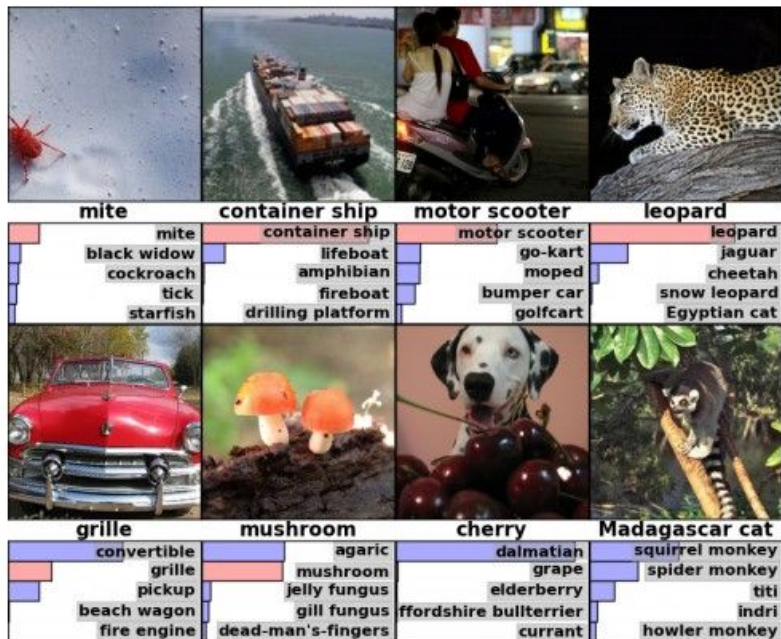 mite
container ship
motor scooter
leopard
mite
black widow
cockroach
tick
starfish
container ship
lifeboat
amphibian
fireboat
drilling platform
motor scooter
go-kart
moped
bumper car
golfcart
leopard
jaguar
cheetah
snow leopard
Egyptian cat
grille
mushroom
cherry
Madagascar cat
convertible
grille
pickup
beach wagon
fire engine
agaric
mushroom
jelly fungus
gill fungus
dead-man's-fingers
dalmatian
grape
elderberry
ffordshire bullterrier
currant
squirrel monkey
spider monkey
titi
indri
howler monkey